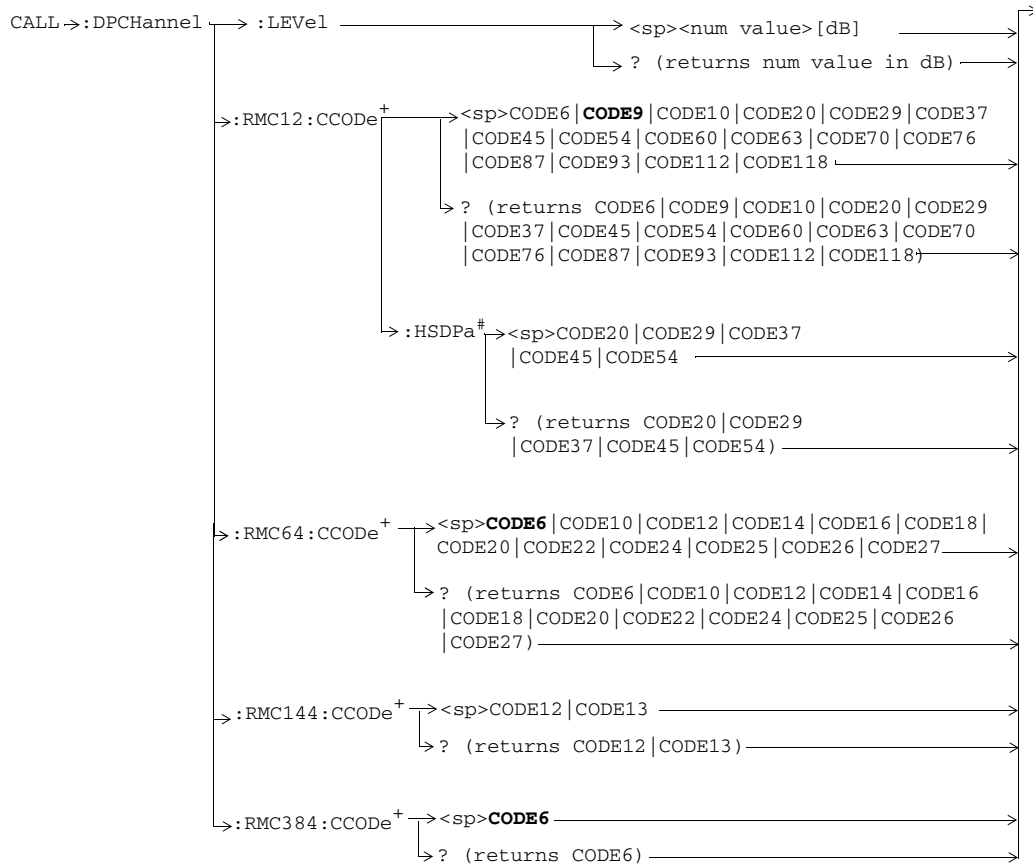 CALL :DPCHannel :LEVel <sp><num value>[dB]
? (returns num value in dB)
:RMC12:CCODe+ <sp>CODE6|CODE9|CODE10|CODE20|CODE29|CODE37
|CODE45|CODE54|CODE60|CODE63|CODE70|CODE76
|CODE87|CODE93|CODE112|CODE118
? (returns CODE6|CODE9|CODE10|CODE20|CODE29
|CODE37|CODE45|CODE54|CODE60|CODE63|CODE70
|CODE76|CODE87|CODE93|CODE112|CODE118)
:HSDPa# <sp>CODE20|CODE29|CODE37
|CODE45|CODE54
? (returns CODE20|CODE29
|CODE37|CODE45|CODE54)
:RMC64:CCODe+ <sp>CODE6|CODE10|CODE12|CODE14|CODE16|CODE18|
CODE20|CODE22|CODE24|CODE25|CODE26|CODE27
? (returns CODE6|CODE10|CODE12|CODE14|CODE16
|CODE18|CODE20|CODE22|CODE24|CODE25|CODE26
|CODE27)
:RMC144:CCODe+ <sp>CODE12|CODE13
? (returns CODE12|CODE13)
:RMC384:CCODe+ <sp>CODE6
? (returns CODE6)